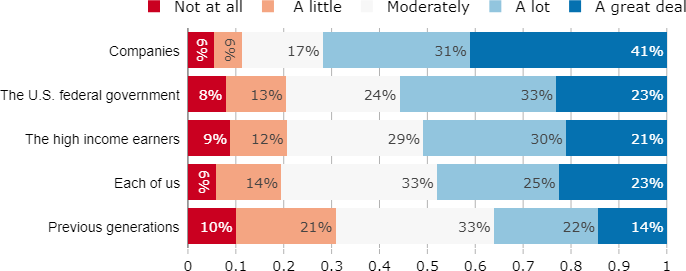 Not at all A little Moderately A lot A great deal
Companies 6% 6% 17% 31% 41%
The U.S. federal government 8% 13% 24% 33% 23%
The high income earners 9% 12% 29% 30% 21%
Each of us 6% 14% 33% 25% 23%
Previous generations 10% 21% 33% 22% 14%
0 0.1 0.2 0.3 0.4 0.5 0.6 0.7 0.8 0.9 1